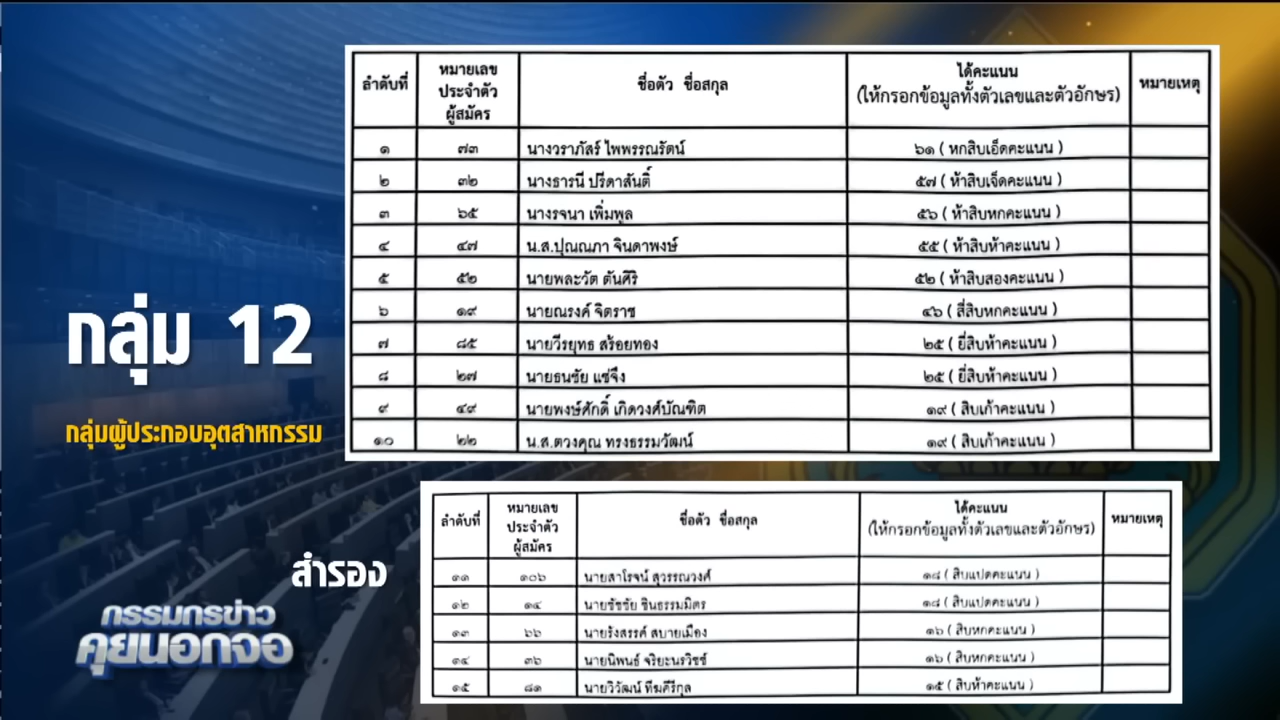 กลุ่ม 12
กลุ่มผู้ประกอบอุตสาหกรรม
ลำดับที่ หมายเลขประจำตัวผู้สมัคร ชื่อตัว ชื่อสกุล ได้คะแนน (ให้กรอกข้อมูลทั้งตัวเลขและตัวอักษร) หมายเหตุ
๑ ๗๓ นางวราภัสร์ ไพพรรณรัตน์ ๖๑ ( หกสิบเอ็ดคะแนน )
๒ ๓๒ นางธารนี ปรีดาสันติ์ ๕๗ ( ห้าสิบเจ็ดคะแนน )
๓ ๖๕ นางรจนา เพิ่มพูล ๕๖ ( ห้าสิบหกคะแนน )
๔ ๔๗ น.ส.ปุณณภา จินดาพงษ์ ๕๕ ( ห้าสิบห้าคะแนน )
๕ ๕๒ นายพละวัต ตันศิริ ๕๒ ( ห้าสิบสองคะแนน )
๖ ๑๙ นายณรงค์ จิตราช ๔๖ ( สี่สิบหกคะแนน )
๗ ๘๕ นายวีรยุทธ สร้อยทอง ๒๕ ( ยี่สิบห้าคะแนน )
๘ ๒๗ นายธนชัย แซ่จึง ๒๕ ( ยี่สิบห้าคะแนน )
๙ ๔๙ นายพงษ์ศักดิ์ เกิดวงศ์บัณฑิต ๑๙ ( สิบเก้าคะแนน )
๑๐ ๒๒ น.ส.ตวงคุณ ทรงธรรมวัฒน์ ๑๙ ( สิบเก้าคะแนน )
สำรอง
ลำดับที่ หมายเลขประจำตัวผู้สมัคร ชื่อตัว ชื่อสกุล ได้คะแนน (ให้กรอกข้อมูลทั้งตัวเลขและตัวอักษร) หมายเหตุ
๑๑ ๑๐๖ นายสาโรจน์ สุวรรณวงศ์ ๑๘ ( สิบแปดคะแนน )
๑๒ ๑๔ นายชัชชัย ชินธรรมมิตร ๑๘ ( สิบแปดคะแนน )
๑๓ ๖๖ นายรังสรรค์ สบายเมือง ๑๖ ( สิบหกคะแนน )
๑๔ ๓๖ นายนิพนธ์ จริยะนรวิชช์ ๑๖ ( สิบหกคะแนน )
๑๕ ๘๑ นายวิวัฒน์ ทีฆคีรีกุล ๑๕ ( สิบห้าคะแนน )
กรรมกรข่าว
คุยนอกจอ